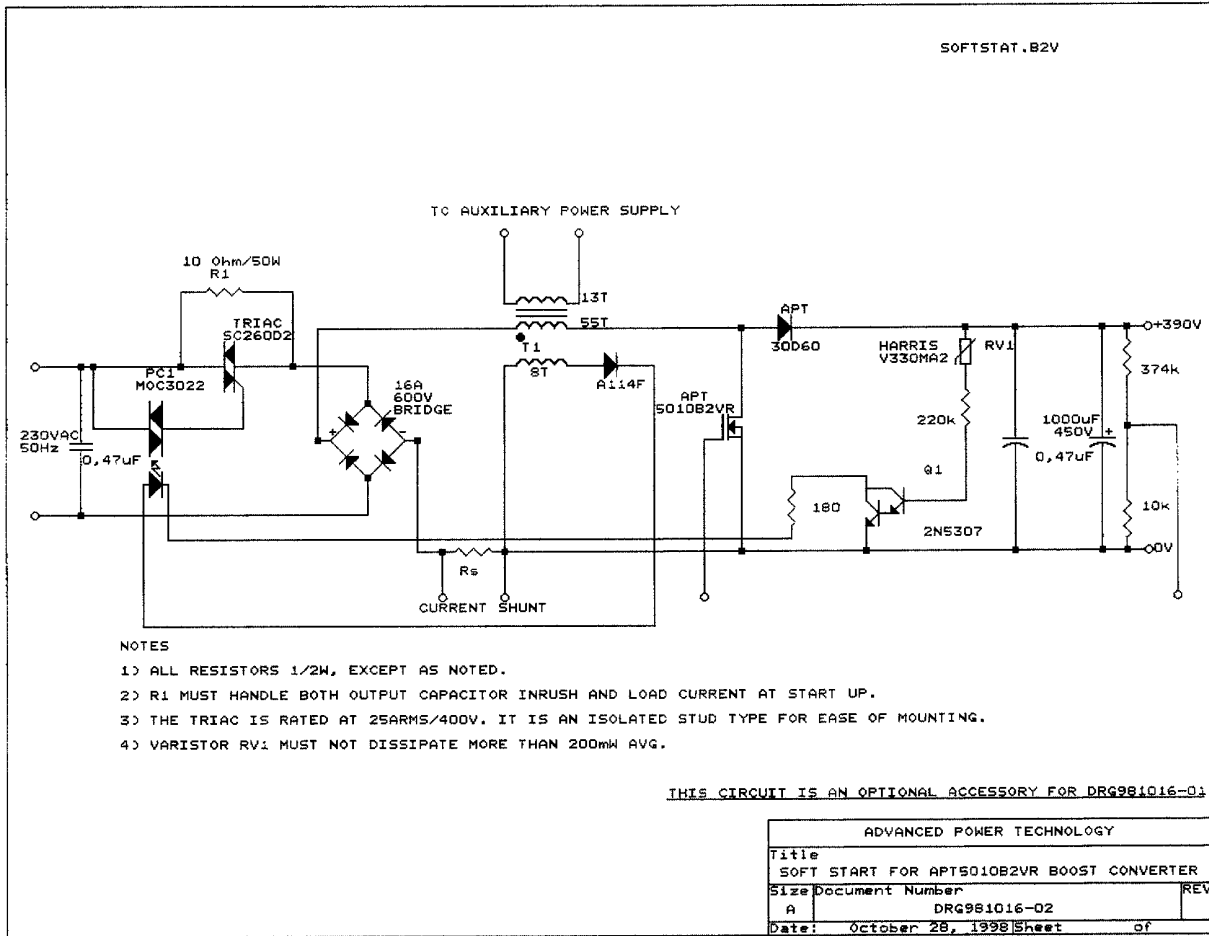 SOFTSTAT.B2V
TO AUXILIARY POWER SUPPLY
10 Ohm/50W
R1
13T
TRIAC
SC260D2
55T
APT
30D60
+390V
HARRIS
V330MA2
RV1
T1
8T
A114F
PC1
MOC3022
374k
16A
600V
BRIDGE
+
-
APT
5010B2VR
220k
1000uF
450V
+
230VAC
50Hz
0,47uF
0,47uF
Q1
180
10k
2N5307
0V
Rs
CURRENT SHUNT
NOTES
1) ALL RESISTORS 1/2W, EXCEPT AS NOTED.
2) R1 MUST HANDLE BOTH OUTPUT CAPACITOR INRUSH AND LOAD CURRENT AT START UP.
3) THE TRIAC IS RATED AT 25ARMS/400V. IT IS AN ISOLATED STUD TYPE FOR EASE OF MOUNTING.
4) VARISTOR RV1 MUST NOT DISSIPATE MORE THAN 200mW AVG.
THIS CIRCUIT IS AN OPTIONAL ACCESSORY FOR DRG981016-01
ADVANCED POWER TECHNOLOGY
Title
SOFT START FOR APT5010B2VR BOOST CONVERTER
Size Document Number REV
A DRG981016-02
Date: October 28, 1998 Sheet of